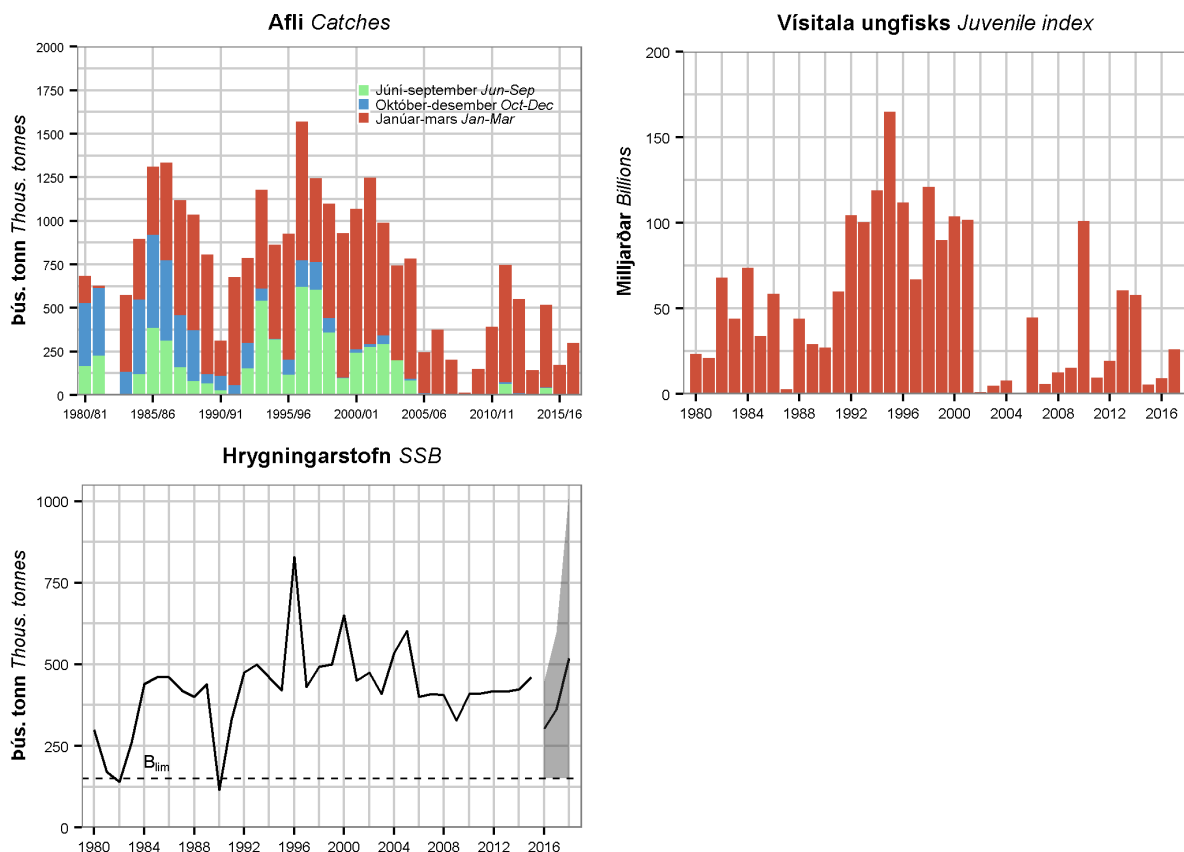 Afli Catches
Þús. tonn Thous. tonnes
2000
1750
1500
1250
1000
750
500
250
0
Júní-september Jun-Sep
Október-desember Oct-Dec
Janúar-mars Jan-Mar
1980/81 1985/86 1990/91 1995/96 2000/01 2005/06 2010/11 2015/16
Vísitala ungfisks Juvenile index
Milljarðar Billions
200
150
100
50
0
1980 1984 1988 1992 1996 2000 2004 2008 2012 2016
Hrygningarstofn SSB
Þús. tonn Thous. tonnes
1000
750
500
250
0
Blim
1980 1984 1988 1992 1996 2000 2004 2008 2012 2016